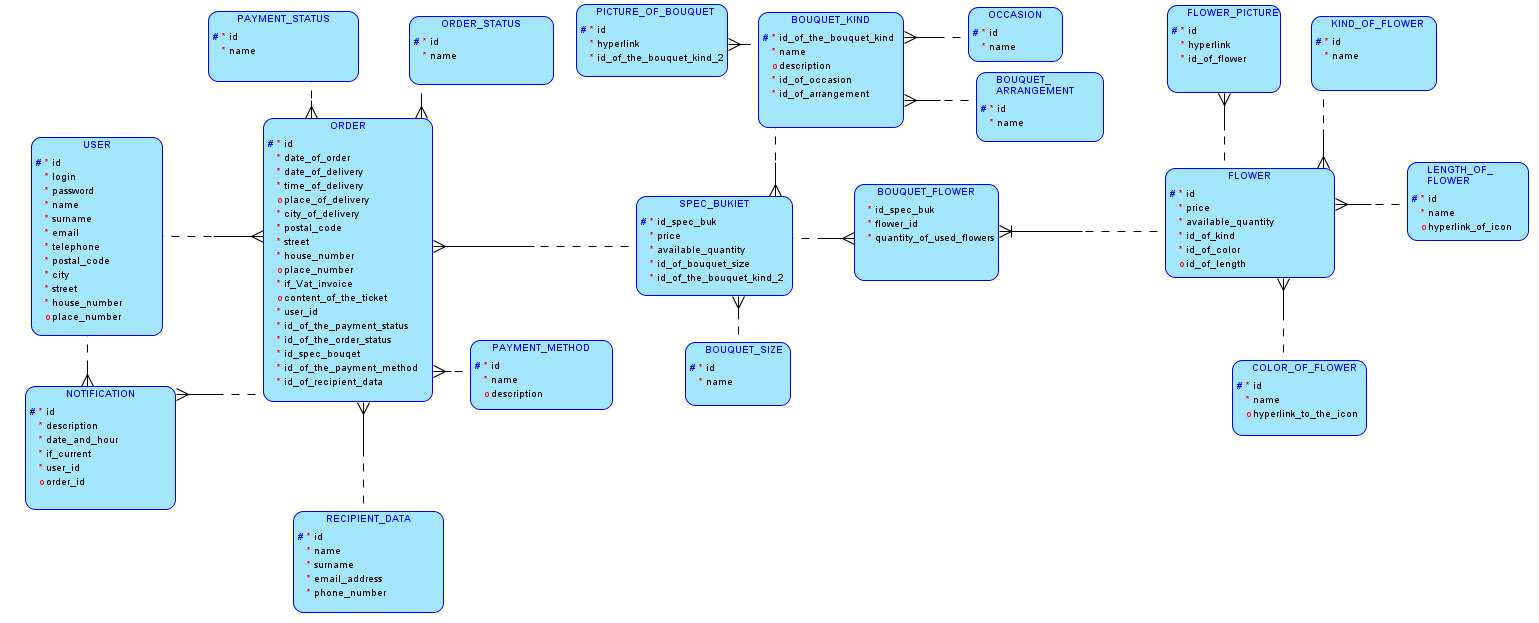 PAYMENT_STATUS
# * id
* name
ORDER_STATUS
# * id
* name
PICTURE_OF_BOUQUET
# * id
* hyperlink
* id_of_the_bouquet_kind_2
BOUQUET_KIND
# * id_of_the_bouquet_kind
* name
o description
* id_of_occasion
* id_of_arrangement
OCCASION
# * id
* name
BOUQUET_
ARRANGEMENT
# * id
* name
FLOWER_PICTURE
# * id
* hyperlink
* id_of_flower
KIND_OF_FLOWER
# * id
* name
USER
# * id
* login
* password
* name
* surname
* email
* telephone
* postal_code
* city
* street
* house_number
o place_number
ORDER
# * id
* date_of_order
* date_of_delivery
* time_of_delivery
o place_of_delivery
* city_of_delivery
* postal_code
* street
* house_number
o place_number
* if_Vat_invoice
o content_of_the_ticket
* user_id
* id_of_the_payment_status
* id_of_the_order_status
* id_spec_bouqet
* id_of_the_payment_method
* id_of_recipient_data
SPEC_BUKIET
# * id_spec_buk
* price
* available_quantity
* id_of_bouquet_size
* id_of_the_bouquet_kind_2
BOUQUET_FLOWER
* id_spec_buk
* flower_id
* quantity_of_used_flowers
FLOWER
# * id
* price
* available_quantity
* id_of_kind
* id_of_color
o id_of_length
LENGTH_OF_
FLOWER
# * id
* name
o hyperlink_of_icon
NOTIFICATION
# * id
* description
* date_and_hour
* if_current
* user_id
o order_id
PAYMENT_METHOD
# * id
* name
o description
BOUQUET_SIZE
# * id
* name
COLOR_OF_FLOWER
# * id
* name
o hyperlink_to_the_icon
RECIPIENT_DATA
# * id
* name
* surname
* email_address
* phone_number